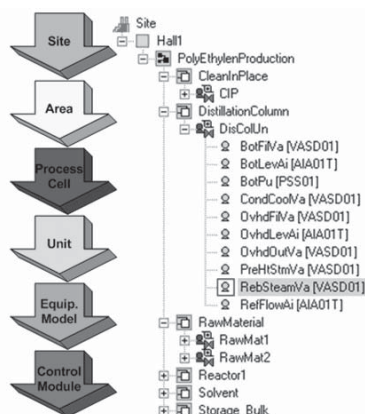 Site
Area
Process
Cell
Unit
Equip.
Model
Control
Module
Site
Hall1
PolyEthylenProduction
CleanInPlace
CIP
DistillationColumn
DisColUn
BotFilVa [VASD01]
BotLevAi [AIA01T]
BotPu [PSS01]
CondCoolVa [VASD01]
OvhdFilVa [VASD01]
OvhdLevAi [AIA01T]
OvhdOutVa [VASD01]
PreHtStmVa [VASD01]
RebSteamVa [VASD01]
RefFlowAi [AIA01T]
RawMaterial
RawMat1
RawMat2
Reactor1
Solvent
Storage_Bulk